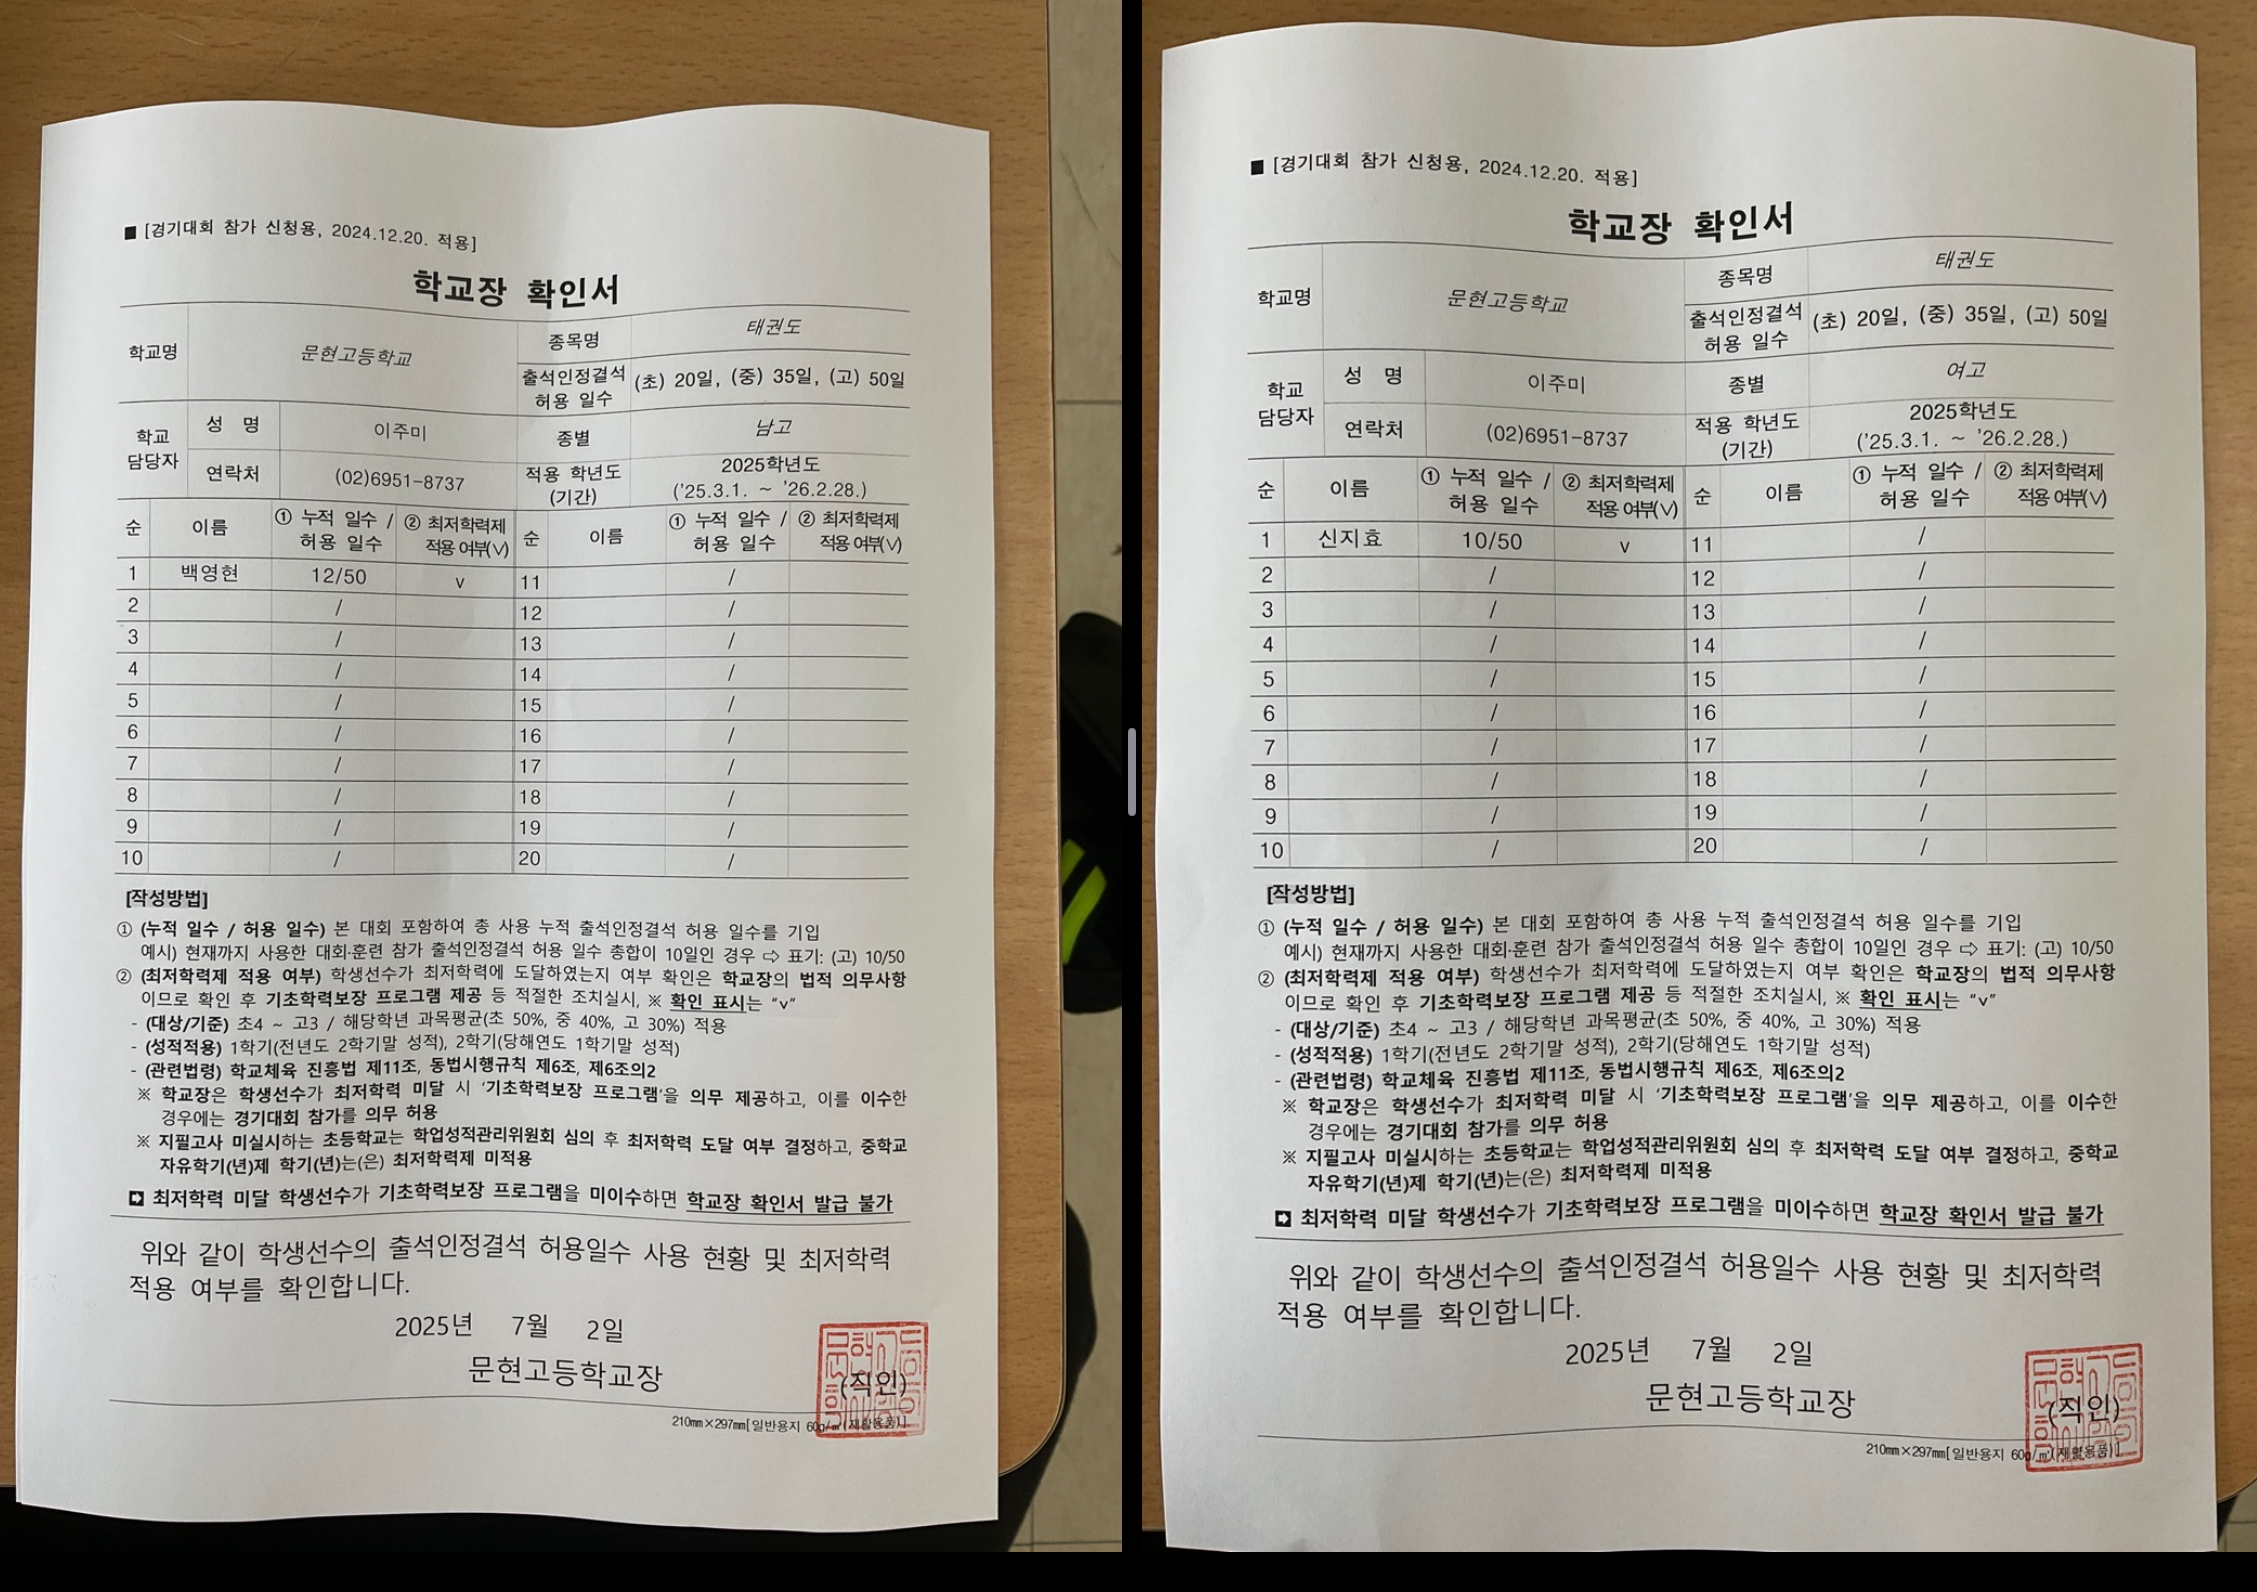 ■ [경기대회 참가 신청용, 2024.12.20. 적용]
학교장 확인서
학교명 문현고등학교 종목명 태권도
출석인정결석 허용 일수 (초) 20일, (중) 35일, (고) 50일
학교 담당자 성 명 이주미 종별 남고
연락처 (02)6951-8737 적용 학년도 (기간) 2025학년도 ('25.3.1. ~ '26.2.28.)
순 이름 ① 누적 일수 / 허용 일수 ② 최저학력제 적용 여부(∨) 순 이름 ① 누적 일수 / 허용 일수 ② 최저학력제 적용 여부(∨)
1 백영현 12/50 v 11 /
2 / 12 /
3 / 13 /
4 / 14 /
5 / 15 /
6 / 16 /
7 / 17 /
8 / 18 /
9 / 19 /
10 / 20 /
[작성방법]
① (누적 일수 / 허용 일수) 본 대회 포함하여 총 사용 누적 출석인정결석 허용 일수를 기입
예시) 현재까지 사용한 대회·훈련 참가 출석인정결석 허용 일수 총합이 10일인 경우 ⇨ 표기: (고) 10/50
② (최저학력제 적용 여부) 학생선수가 최저학력에 도달하였는지 여부 확인은 학교장의 법적 의무사항
이므로 확인 후 기초학력보장 프로그램 제공 등 적절한 조치실시, ※ 확인 표시는 “v”
- (대상/기준) 초4 ~ 고3 / 해당학년 과목평균(초 50%, 중 40%, 고 30%) 적용
- (성적적용) 1학기(전년도 2학기말 성적), 2학기(당해연도 1학기말 성적)
- (관련법령) 학교체육 진흥법 제11조, 동법시행규칙 제6조, 제6조의2
※ 학교장은 학생선수가 최저학력 미달 시 '기초학력보장 프로그램'을 의무 제공하고, 이를 이수한
경우에는 경기대회 참가를 의무 허용
※ 지필고사 미실시하는 초등학교는 학업성적관리위원회 심의 후 최저학력 도달 여부 결정하고, 중학교
자유학기(년)제 학기(년)는(은) 최저학력제 미적용
➡ 최저학력 미달 학생선수가 기초학력보장 프로그램을 미이수하면 학교장 확인서 발급 불가
위와 같이 학생선수의 출석인정결석 허용일수 사용 현황 및 최저학력
적용 여부를 확인합니다.
2025년 7월 2일
문현고등학교장 (직인)
210㎜×297㎜[일반용지 60g/㎡(재활용품)]
■ [경기대회 참가 신청용, 2024.12.20. 적용]
학교장 확인서
학교명 문현고등학교 종목명 태권도
출석인정결석 허용 일수 (초) 20일, (중) 35일, (고) 50일
학교 담당자 성 명 이주미 종별 여고
연락처 (02)6951-8737 적용 학년도 (기간) 2025학년도 ('25.3.1. ~ '26.2.28.)
순 이름 ① 누적 일수 / 허용 일수 ② 최저학력제 적용 여부(∨) 순 이름 ① 누적 일수 / 허용 일수 ② 최저학력제 적용 여부(∨)
1 신지효 10/50 v 11 /
2 / 12 /
3 / 13 /
4 / 14 /
5 / 15 /
6 / 16 /
7 / 17 /
8 / 18 /
9 / 19 /
10 / 20 /
[작성방법]
① (누적 일수 / 허용 일수) 본 대회 포함하여 총 사용 누적 출석인정결석 허용 일수를 기입
예시) 현재까지 사용한 대회·훈련 참가 출석인정결석 허용 일수 총합이 10일인 경우 ⇨ 표기: (고) 10/50
② (최저학력제 적용 여부) 학생선수가 최저학력에 도달하였는지 여부 확인은 학교장의 법적 의무사항
이므로 확인 후 기초학력보장 프로그램 제공 등 적절한 조치실시, ※ 확인 표시는 “v”
- (대상/기준) 초4 ~ 고3 / 해당학년 과목평균(초 50%, 중 40%, 고 30%) 적용
- (성적적용) 1학기(전년도 2학기말 성적), 2학기(당해연도 1학기말 성적)
- (관련법령) 학교체육 진흥법 제11조, 동법시행규칙 제6조, 제6조의2
※ 학교장은 학생선수가 최저학력 미달 시 '기초학력보장 프로그램'을 의무 제공하고, 이를 이수한
경우에는 경기대회 참가를 의무 허용
※ 지필고사 미실시하는 초등학교는 학업성적관리위원회 심의 후 최저학력 도달 여부 결정하고, 중학교
자유학기(년)제 학기(년)는(은) 최저학력제 미적용
➡ 최저학력 미달 학생선수가 기초학력보장 프로그램을 미이수하면 학교장 확인서 발급 불가
위와 같이 학생선수의 출석인정결석 허용일수 사용 현황 및 최저학력
적용 여부를 확인합니다.
2025년 7월 2일
문현고등학교장 (직인)
210㎜×297㎜[일반용지 60g/㎡(재활용품)]